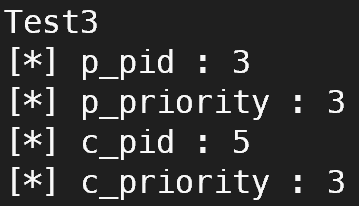 Test3
[*] p_pid : 3
[*] p_priority : 3
[*] c_pid : 5
[*] c_priority : 3